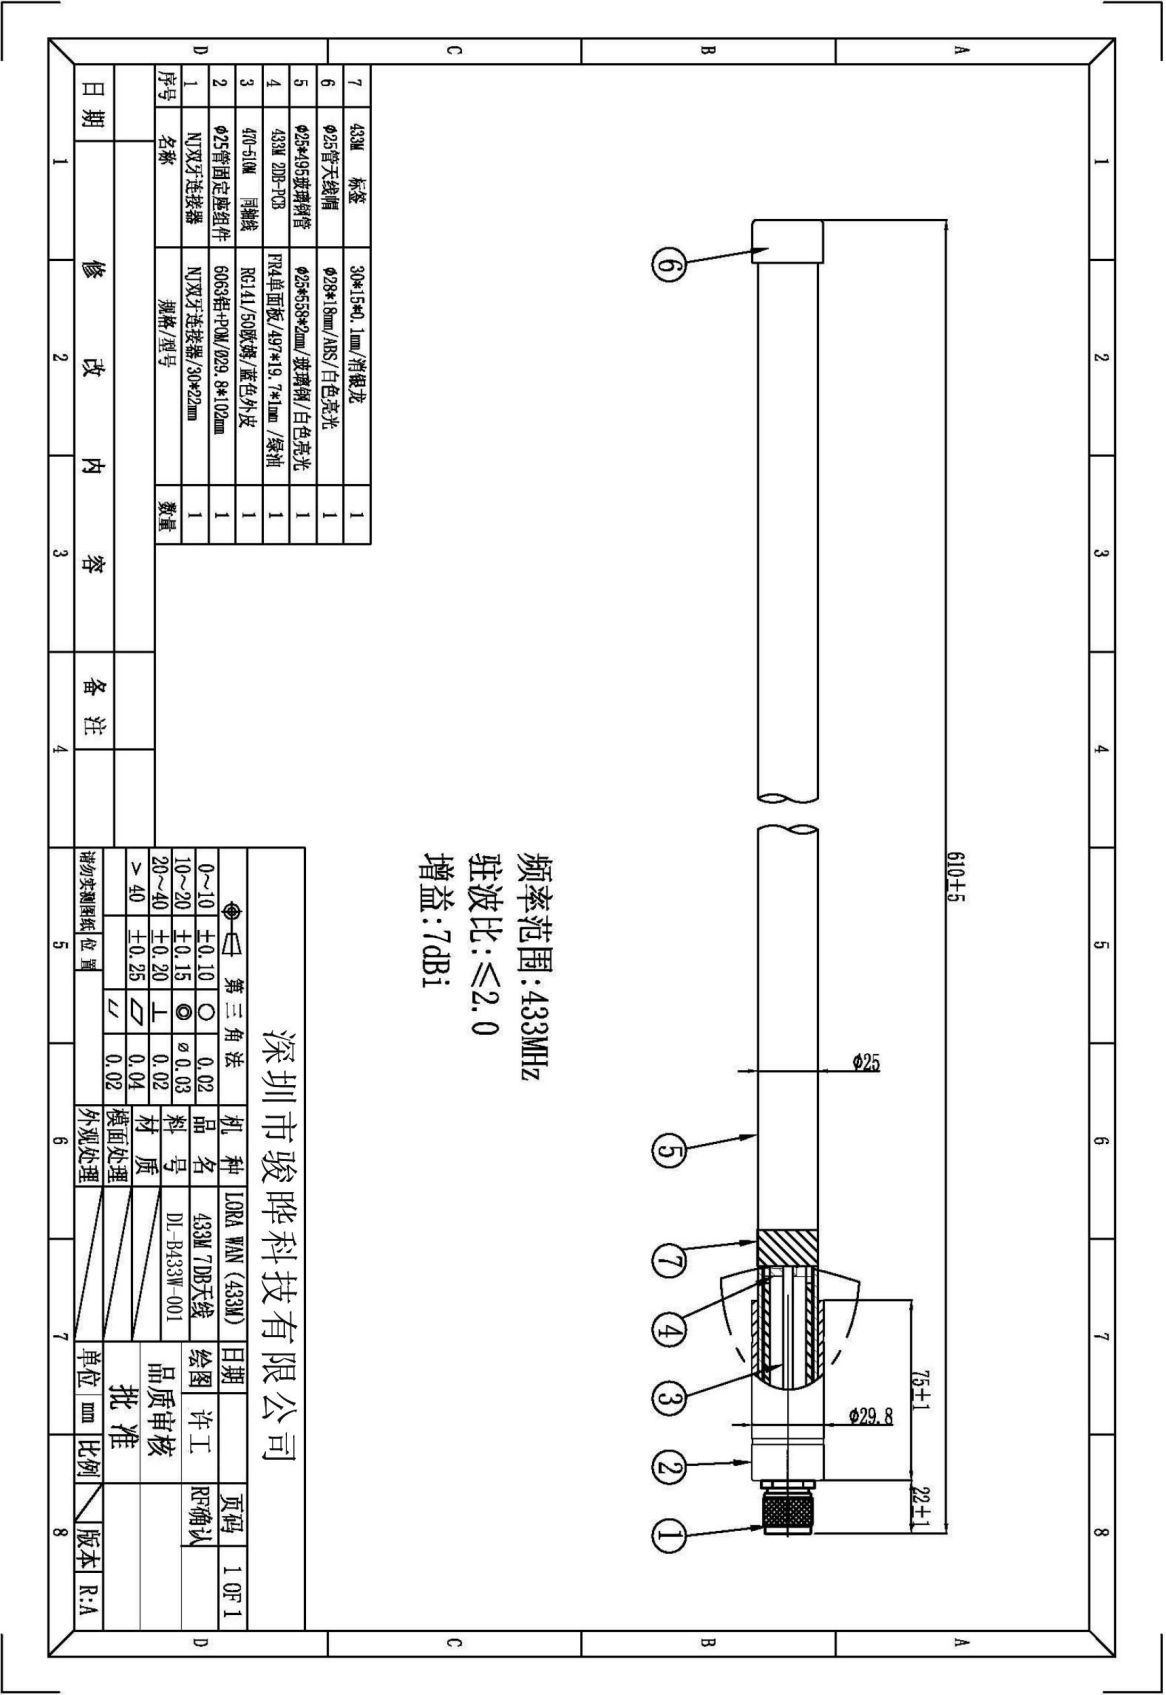 1
2
3
4
5
6
7
8
A
B
C
D
610±5
75±1
22±1
ϕ25
ϕ29.8
⑥
⑤
⑦
④
③
②
①
频率范围:433MHz
驻波比:≤2.0
增益:7dBi
7 433M 标签 30*15*0.1mm/消银龙 1
6 ϕ25管天线帽 ϕ28*18mm/ABS/白色亮光 1
5 ϕ25*495玻璃钢管 ϕ25*558*2mm/玻璃钢/白色亮光 1
4 433M 2DB-PCB FR4单面板/497*19.7*1mm /绿油 1
3 470-510M 同轴线 RG141/50欧姆/蓝色外皮 1
2 ϕ25管固定座组件 6063铝+POM/Ø29.8*102mm 1
1 NJ双牙连接器 NJ双牙连接器/30*22mm 1
序号 名称 规格/型号 数量
日期 修改内容 备注
深圳市骏晔科技有限公司
第三角法 机种 LORA WAN (433M) 日期 页码 1 OF 1
0~10 ±0.10 ○ 0.02 品名 433M 7DB天线 绘图 许工 RF确认
10~20 ±0.15 ◎ ø0.03 料号 DL-B433W-001
20~40 ±0.20 ⊥ 0.02 材质 品质审核
> 40 ±0.25 ▱ 0.04
// 0.02 模面处理 批准
请勿实测图纸 位置 外观处理 单位 mm 比例 版本 R:A
A
B
C
D
1
2
3
4
5
6
7
8